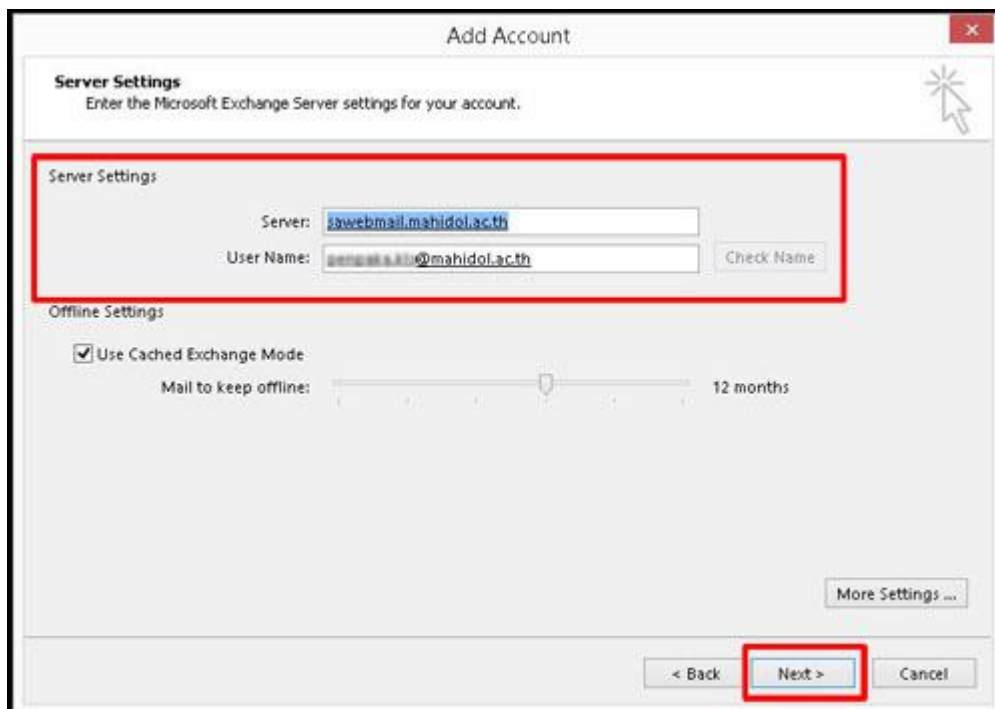 Add Account
Server Settings
Enter the Microsoft Exchange Server settings for your account.
Server Settings
Server: sawebmail.mahidol.ac.th
User Name: @mahidol.ac.th Check Name
Offline Settings
Use Cached Exchange Mode
Mail to keep offline: 12 months
More Settings ...
< Back Next > Cancel